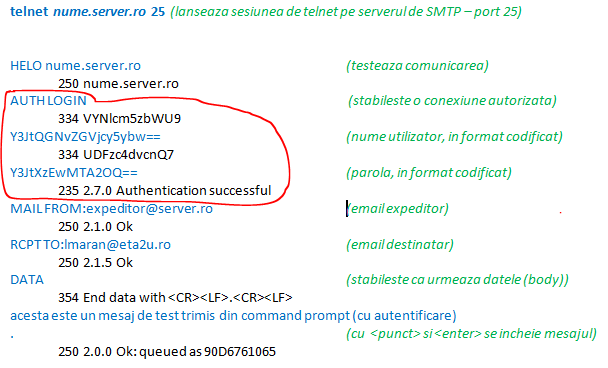 telnet nume.server.ro 25 (lanseaza sesiunea de telnet pe serverul de SMTP – port 25)
HELO nume.server.ro (testeaza comunicarea)
250 nume.server.ro
AUTH LOGIN (stabileste o conexiune autorizata)
334 VYNlcm5zbWU9
Y3JtQGNvZGVjcy5ybw== (nume utilizator, in format codificat)
334 UDFzc4dvcnQ7
Y3JtXzEwMTA2OQ== (parola, in format codificat)
235 2.7.0 Authentication successful
MAIL FROM:expeditor@server.ro (email expeditor)
250 2.1.0 Ok
RCPT TO:lmaran@eta2u.ro (email destinatar)
250 2.1.5 Ok
DATA (stabileste ca urmeaza datele (body))
354 End data with <CR><LF>.<CR><LF>
acesta este un mesaj de test trimis din command prompt (cu autentificare)
. (cu <punct> si <enter> se incheie mesajul)
250 2.0.0 Ok: queued as 90D6761065